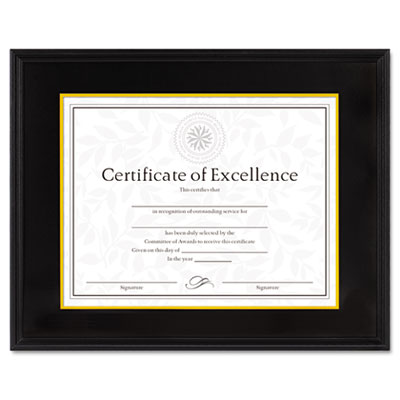 Certificate of Excellence
This certifies that
in recognition of outstanding service for
has been duly selected by the
Committee of Awards to receive this certificate
Given on this day of
In the year
Signature Signature